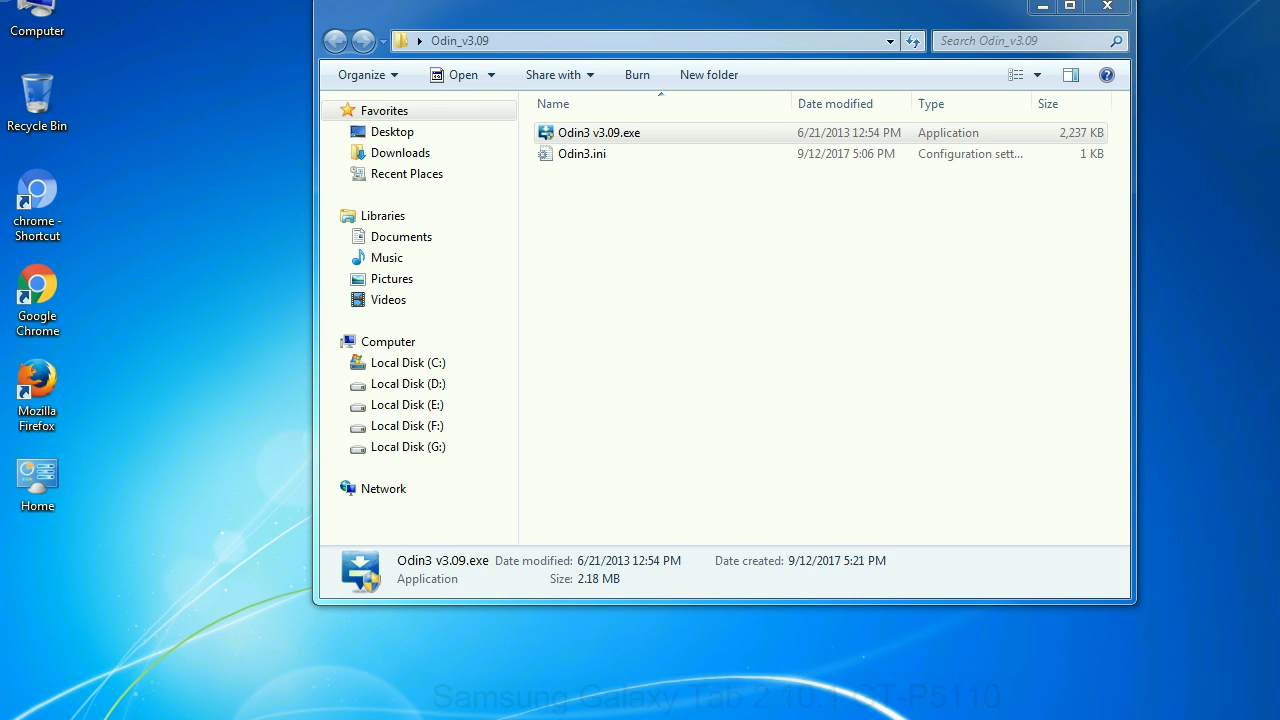 Computer
Recycle Bin
chrome -
Shortcut
Google
Chrome
Mozilla
Firefox
Home
Odin_v3.09
Search Odin_v3.09
Organize
Open
Share with
Burn
New folder
Name
Date modified
Type
Size
Odin3 v3.09.exe
6/21/2013 12:54 PM
Application
2,237 KB
Odin3.ini
9/12/2017 5:06 PM
Configuration sett...
1 KB
Favorites
Desktop
Downloads
Recent Places
Libraries
Documents
Music
Pictures
Videos
Computer
Local Disk (C:)
Local Disk (D:)
Local Disk (E:)
Local Disk (F:)
Local Disk (G:)
Network
Odin3 v3.09.exe Date modified: 6/21/2013 12:54 PM Date created: 9/12/2017 5:21 PM
Application Size: 2.18 MB
Samsung Galaxy Tab 2 10.1 GT-P5110